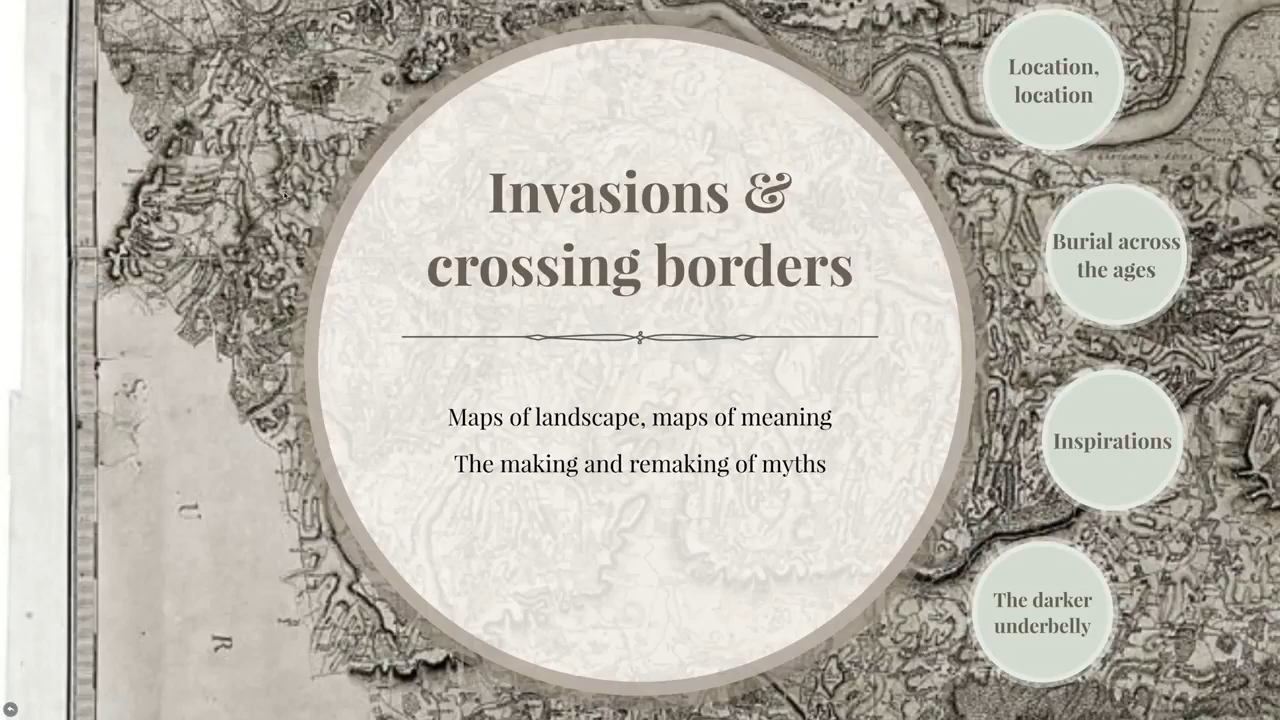 Invasions &
crossing borders
Maps of landscape, maps of meaning
The making and remaking of myths
Location,
location
Burial across
the ages
Inspirations
The darker
underbelly
U
R